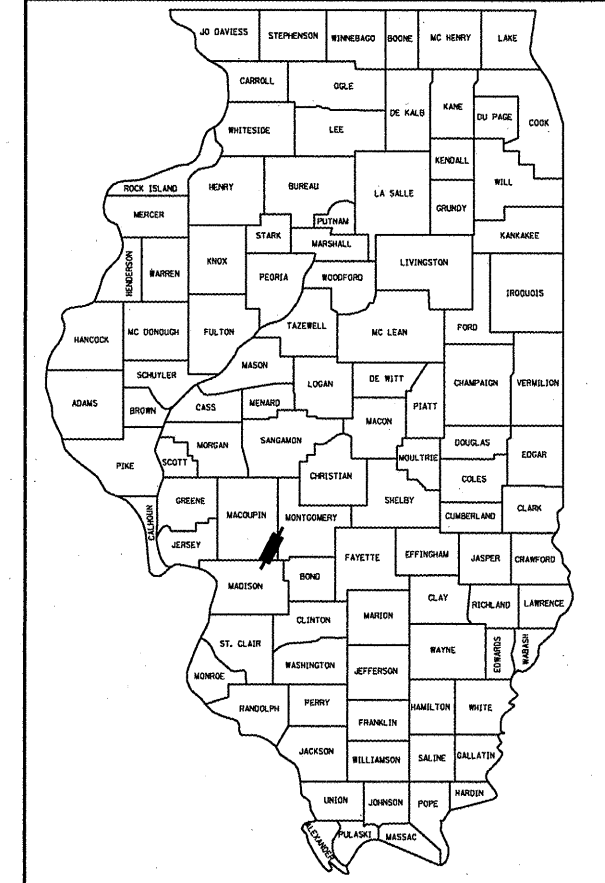 JO DAVIESS
STEPHENSON
WINNEBAGO
BOONE
MC HENRY
LAKE
CARROLL
OGLE
DE KALB
KANE
DU PAGE
COOK
WHITESIDE
LEE
KENDALL
WILL
ROCK ISLAND
HENRY
BUREAU
LA SALLE
GRUNDY
MERCER
PUTNAM
KANKAKEE
STARK
MARSHALL
HENDERSON
WARREN
KNOX
PEORIA
WOODFORD
LIVINGSTON
IROQUOIS
HANCOCK
MC DONOUGH
FULTON
TAZEWELL
MC LEAN
FORD
MASON
SCHUYLER
LOGAN
DE WITT
CHAMPAIGN
VERMILION
ADAMS
BROWN
CASS
MENARD
PIATT
MACON
MORGAN
SANGAMON
DOUGLAS
EDGAR
PIKE
SCOTT
CHRISTIAN
MOULTRIE
COLES
GREENE
MACOUPIN
MONTGOMERY
SHELBY
CUMBERLAND
CLARK
CALHOUN
JERSEY
FAYETTE
EFFINGHAM
JASPER
CRAWFORD
MADISON
BOND
CLAY
RICHLAND
LAWRENCE
CLINTON
MARION
ST. CLAIR
WAYNE
EDWARDS
WABASH
WASHINGTON
JEFFERSON
MONROE
RANDOLPH
PERRY
HAMILTON
WHITE
FRANKLIN
JACKSON
WILLIAMSON
SALINE
GALLATIN
UNION
JOHNSON
POPE
HARDIN
ALEXANDER
PULASKI
MASSAC